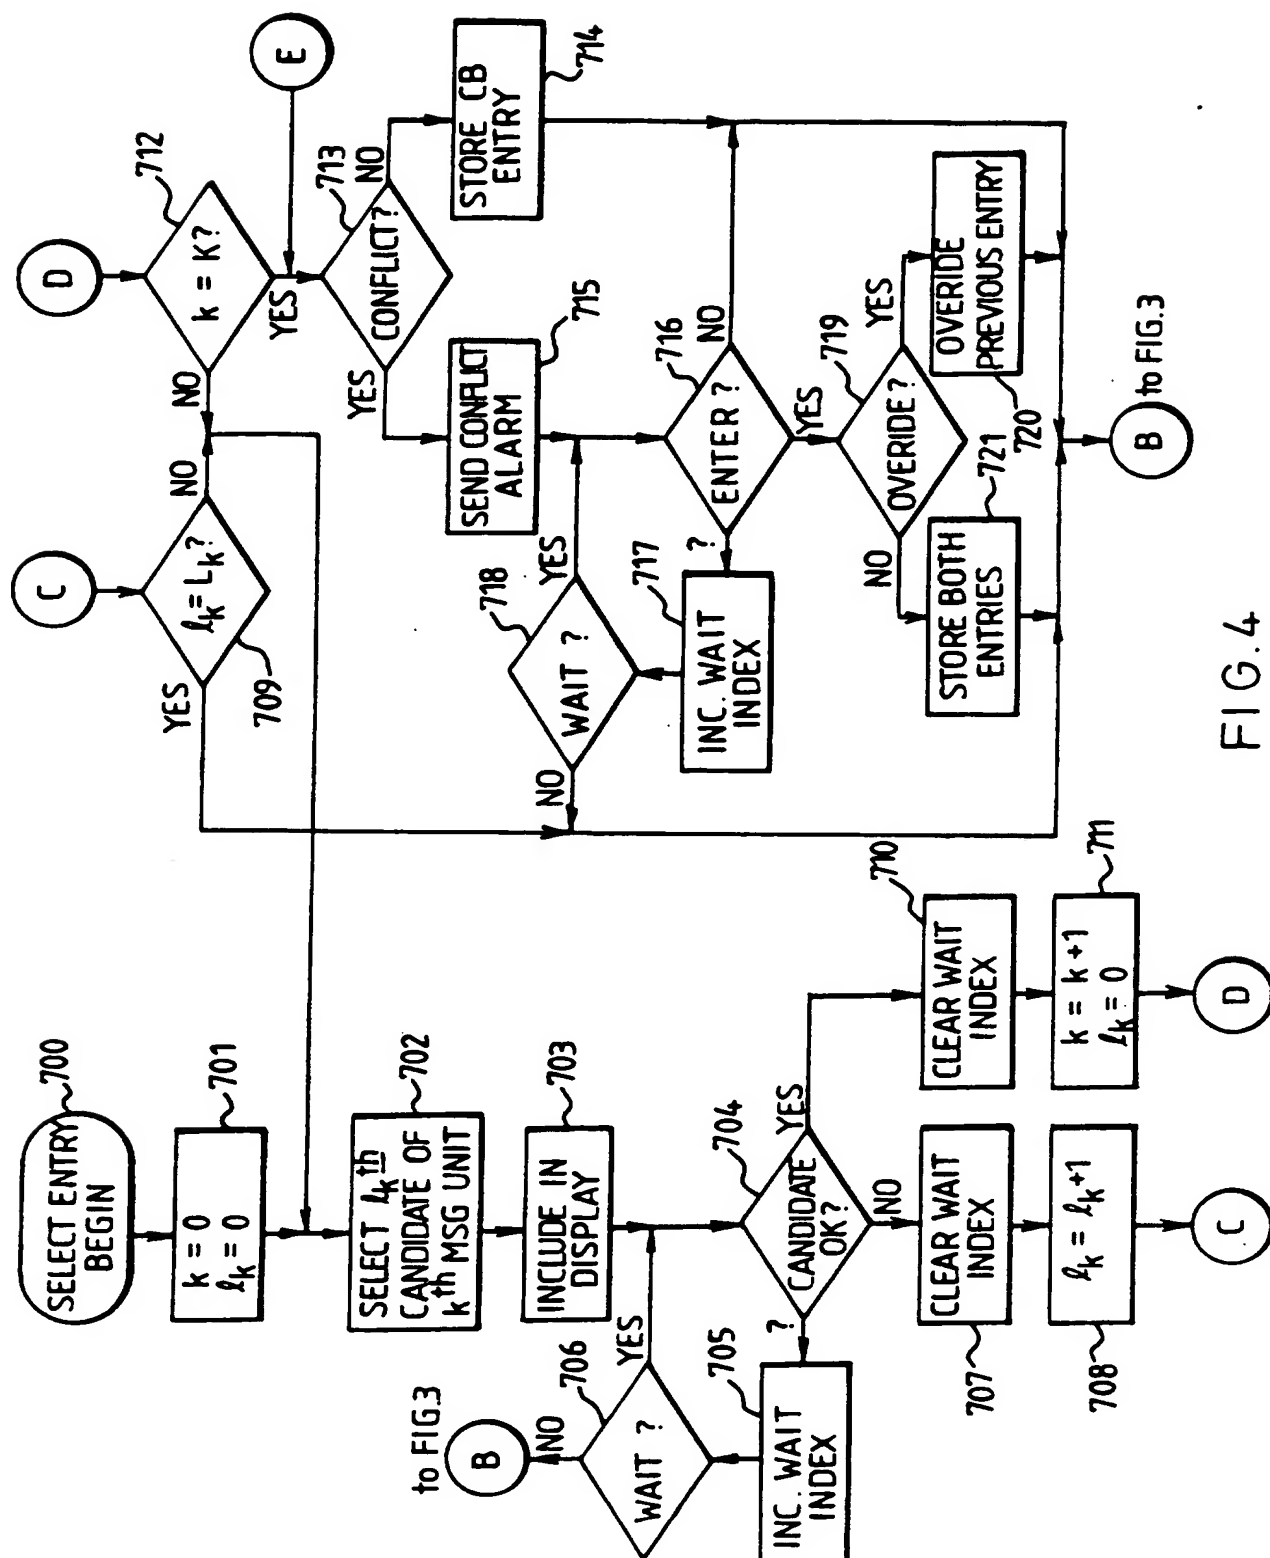 SELECT ENTRY
BEGIN
700
k = 0
ℓk = 0
701
SELECT ℓk th
CANDIDATE OF
k th MSG UNIT
702
INCLUDE IN
DISPLAY
703
CANDIDATE
OK?
704
YES
NO
?
INC. WAIT
INDEX
705
WAIT ?
706
YES
NO
B
to FIG.3
CLEAR WAIT
INDEX
707
ℓk = ℓk+1
708
C
CLEAR WAIT
INDEX
710
k = k+1
ℓk = 0
711
D
C
ℓk = Lk?
709
YES
NO
D
k = K?
712
NO
YES
E
CONFLICT?
713
YES
NO
STORE CB
ENTRY
714
SEND CONFLICT
ALARM
715
ENTER ?
716
NO
YES
?
INC. WAIT
INDEX
717
WAIT ?
718
YES
NO
OVERRIDE?
719
YES
NO
OVERRIDE
PREVIOUS ENTRY
720
STORE BOTH
ENTRIES
721
B
to FIG.3
FIG.4